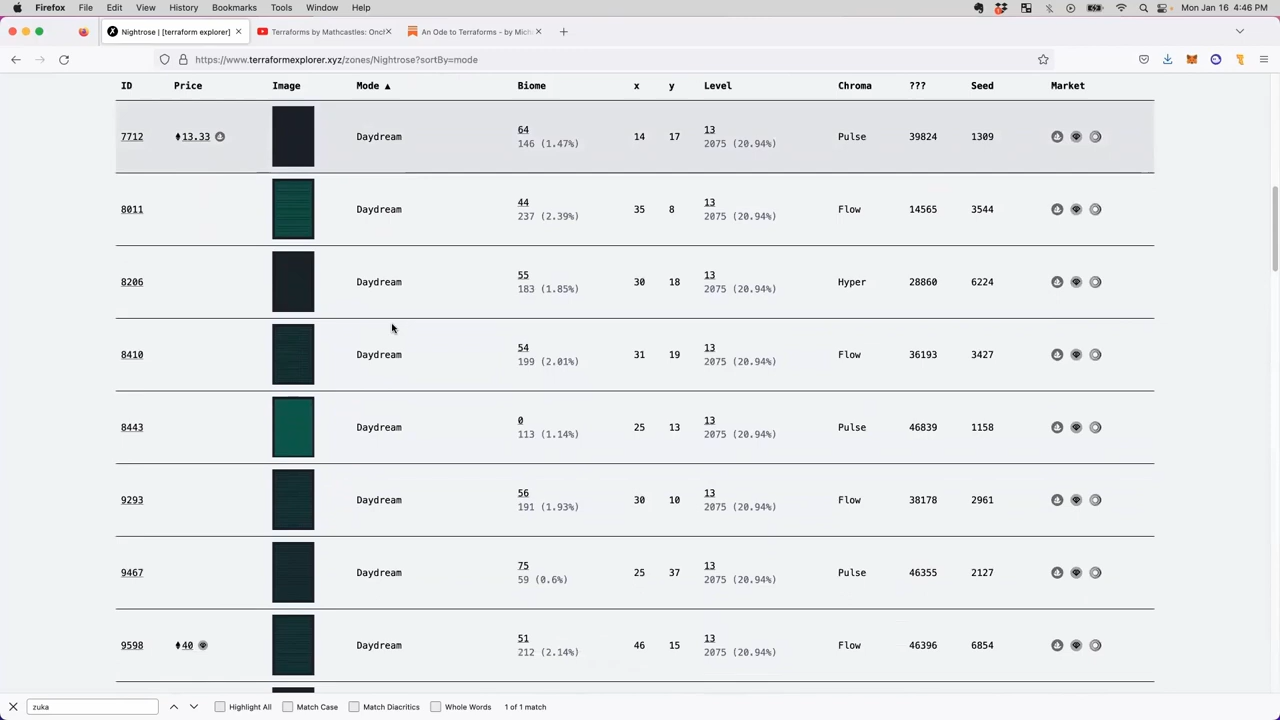 Firefox File Edit View History Bookmarks Tools Window Help Mon Jan 16 4:46 PM
Nightrose | [terraform explorer] Terraforms by Mathcastles: Onch An Ode to Terraforms - by Mich
https://www.terraformexplorer.xyz/zones/Nightrose?sortBy=mode
ID Price Image Mode ▲ Biome x y Level Chroma ??? Seed Market
7712 13.33 Daydream 64 14 17 13 Pulse 39824 1309
146 (1.47%) 2075 (20.94%)
8011 Daydream 44 35 8 13 Flow 14565 3544
237 (2.39%) 2075 (20.94%)
8206 Daydream 55 30 18 13 Hyper 28860 6224
183 (1.85%) 2075 (20.94%)
8410 Daydream 54 31 19 13 Flow 36193 3427
199 (2.01%) 2075 (20.94%)
8443 Daydream 0 25 13 13 Pulse 46839 1158
113 (1.14%) 2075 (20.94%)
9293 Daydream 56 30 10 13 Flow 38178 2961
191 (1.93%) 2075 (20.94%)
9467 Daydream 75 25 37 13 Pulse 46355 2127
59 (0.6%) 2075 (20.94%)
9598 40 Daydream 51 46 15 13 Flow 46396 6854
212 (2.14%) 2075 (20.94%)
zuka Highlight All Match Case Match Diacritics Whole Words 1 of 1 match